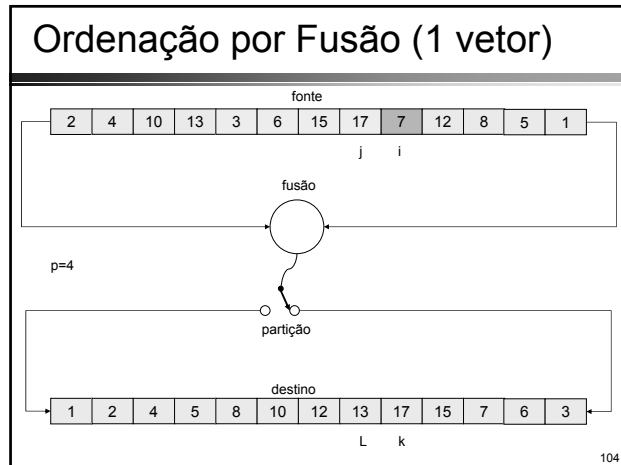 Ordenação por Fusão (1 vetor)
fonte
2 4 10 13 3 6 15 17 7 12 8 5 1
j i
fusão
p=4
partição
destino
1 2 4 5 8 10 12 13 17 15 7 6 3
L k
104